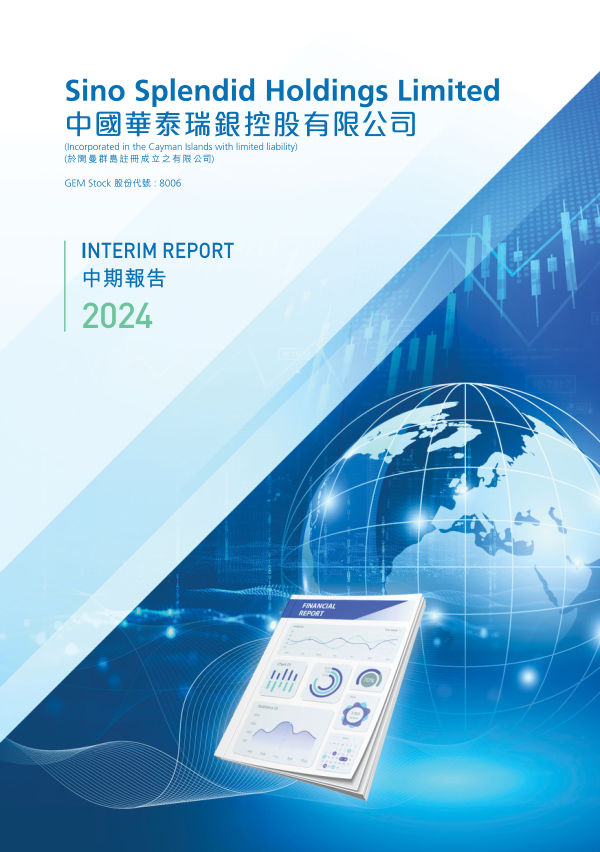 Sino Splendid Holdings Limited
中國華泰瑞銀控股有限公司
(Incorporated in the Cayman Islands with limited liability)
(於開曼群島註冊成立之有限公司)
GEM Stock 股份代號 : 8006
INTERIM REPORT
中期報告
2024
FINANCIAL
REPORT